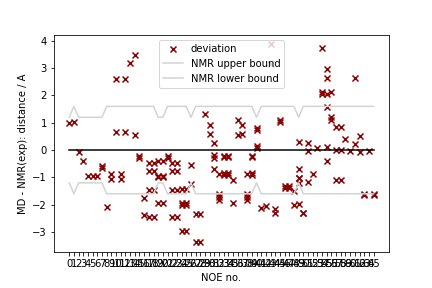 deviation
NMR upper bound
NMR lower bound
MD - NMR(exp): distance / A
4
3
2
1
0
−1
−2
−3
NOE no.